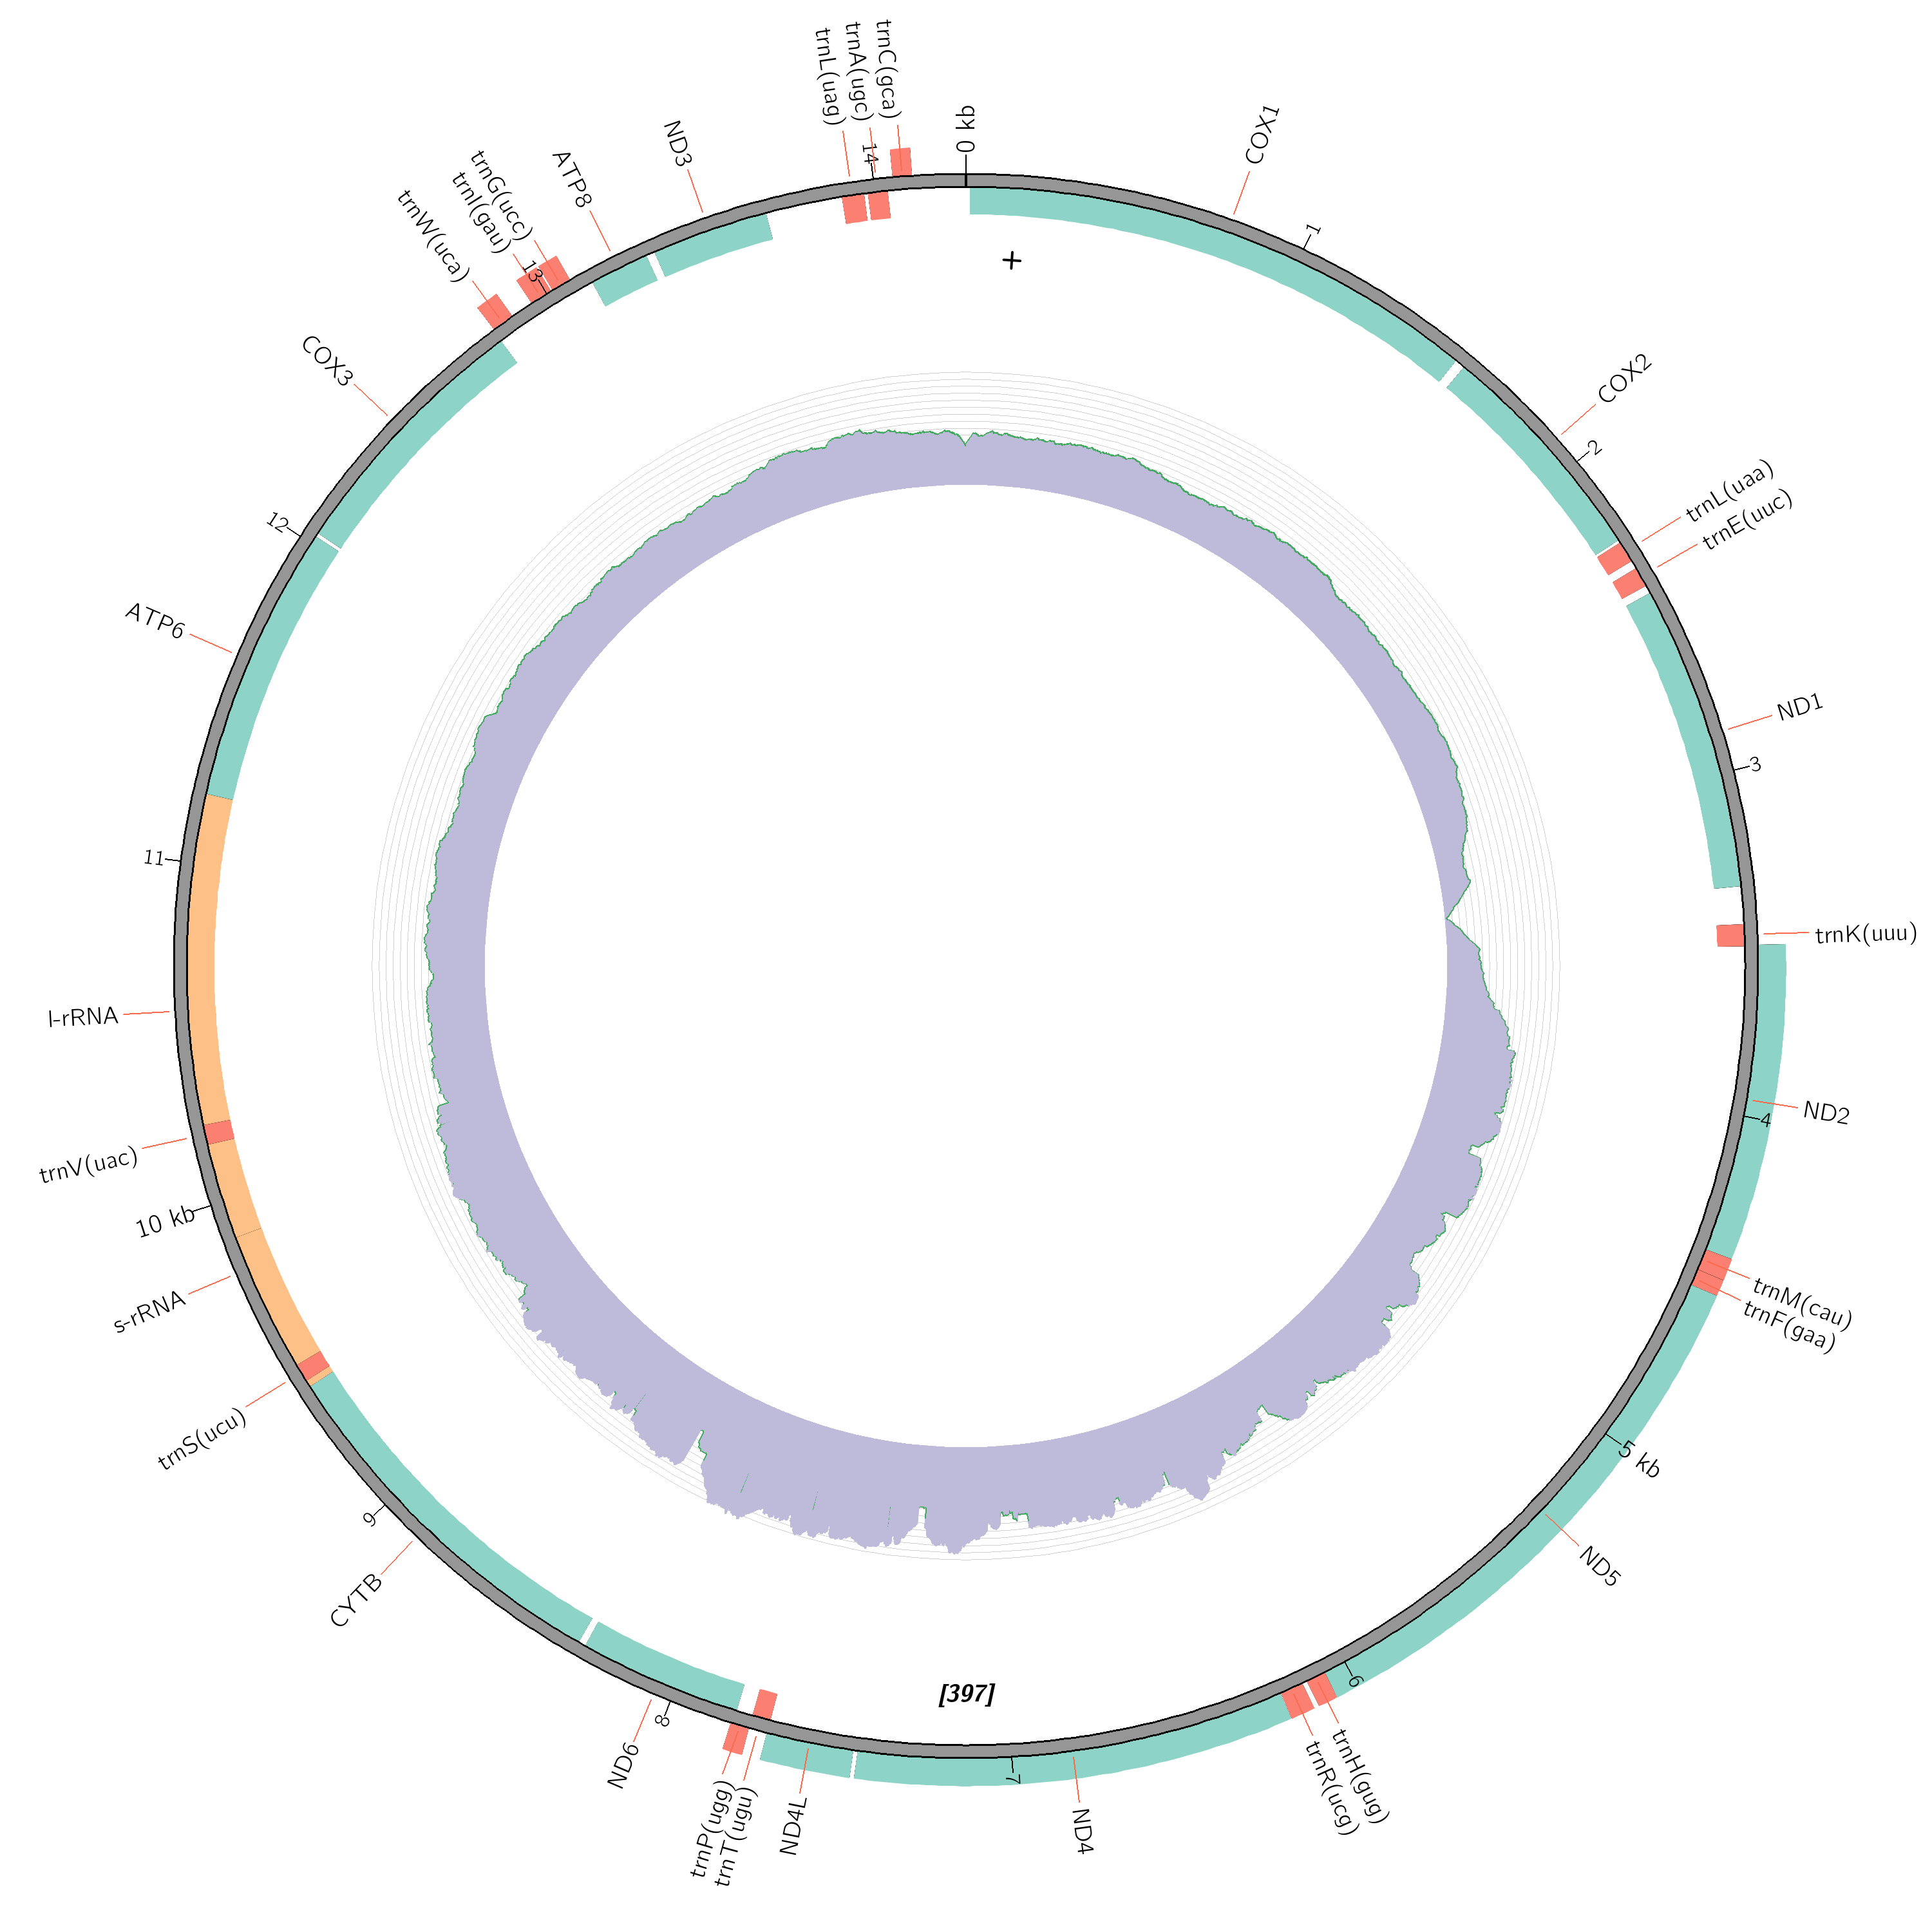 0 kb
COX1
1
COX2
2
trnL(uaa)
trnE(uuc)
ND1
3
trnK(uuu)
ND2
4
trnM(cau)
trnF(gaa)
5 kb
ND5
6
trnH(gug)
trnR(ucg)
ND4
7
ND4L
trnT(ugu)
trnP(ugg)
8
ND6
CYTB
9
trnS(ucu)
s-rRNA
10 kb
trnV(uac)
l-rRNA
11
ATP6
12
COX3
trnW(uca)
trnI(gau)
13
trnG(ucc)
ATP8
ND3
trnL(uag)
14
trnA(ugc)
trnC(gca)
+
[397]